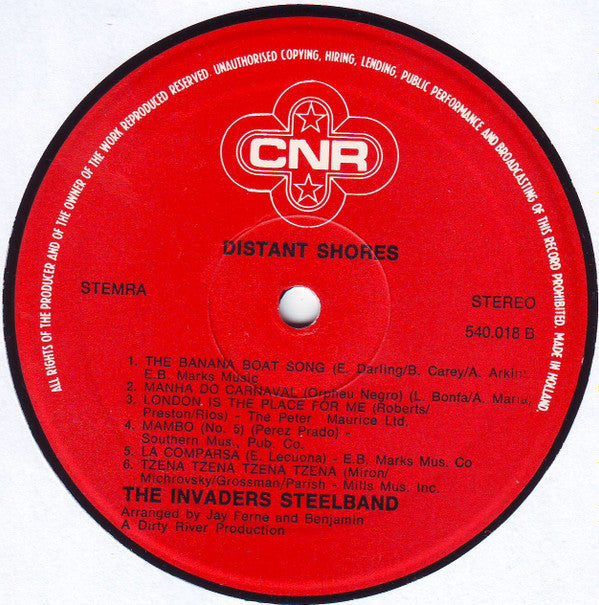 ALL RIGHTS OF THE PRODUCER AND OF THE OWNER OF THE WORK REPRODUCED RESERVED. UNAUTHORISED COPYING, HIRING, LENDING, PUBLIC PERFORMANCE AND BROADCASTING OF THIS RECORD PROHIBITED. MADE IN HOLLAND
CNR
DISTANT SHORES
STEMRA
STEREO
540.018 B
1. THE BANANA BOAT SONG (E. Darling/B. Carey/A. Arkin)
E.B. Marks Music
2. MANHA DO CARNAVAL (Orpheu Negro) (L. Bonfa/A. Maria)
3. LONDON IS THE PLACE FOR ME (Roberts/
Preston/Rios) - The Peter Maurice Ltd.
4. MAMBO (No. 5) (Perez Prado) -
Southern Mus., Pub. Co.
5. LA COMPARSA (E. Lecuona) - E.B. Marks Mus. Co
6. TZENA TZENA TZENA TZENA (Miron/
Michrovsky/Grossman/Parish - Mills Mus. Inc.
THE INVADERS STEELBAND
Arranged by Jay Ferne and Benjamin
A Dirty River Production